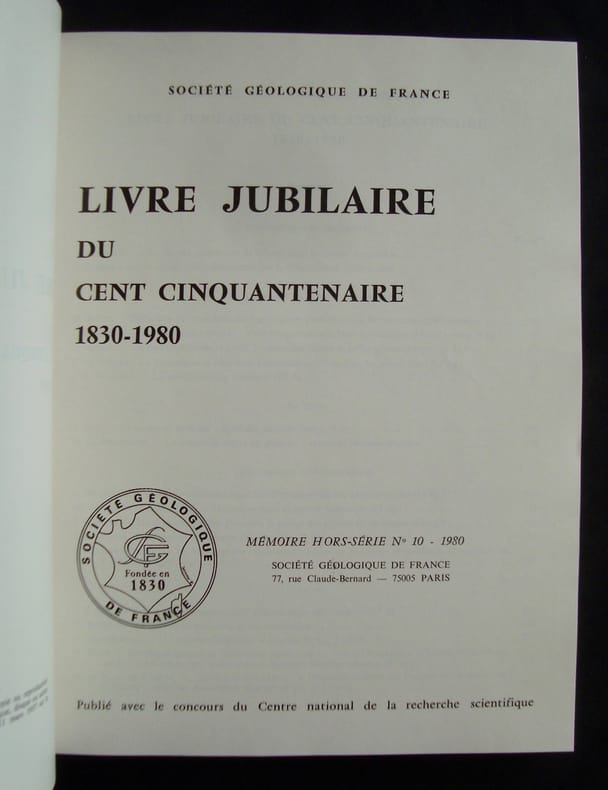 SOCIÉTÉ GÉOLOGIQUE DE FRANCE
LIVRE JUBILAIRE
DU
CENT CINQUANTENAIRE
1830-1980
SOCIÉTÉ GÉOLOGIQUE
DE FRANCE
SGF
Fondée en
1830
MÉMOIRE HORS-SÉRIE Nº 10 - 1980
SOCIÉTÉ GÉOLOGIQUE DE FRANCE
77, rue Claude-Bernard — 75005 PARIS
Publié avec le concours du Centre national de la recherche scientifique